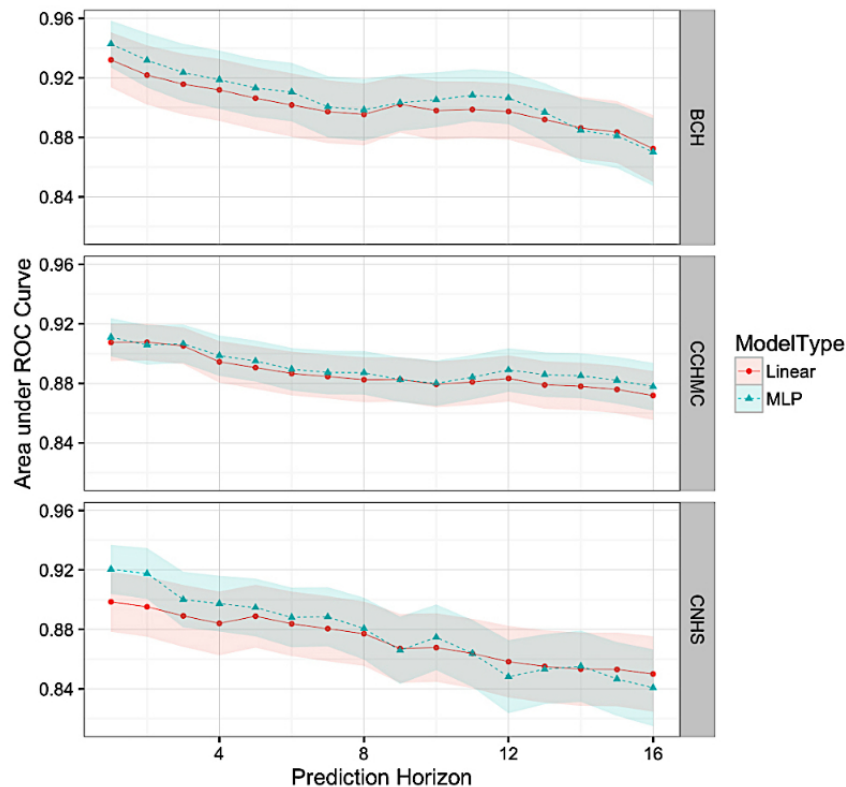 0.96
0.92
0.88
0.84
BCH
0.96
0.92
0.88
0.84
CCHMC
0.96
0.92
0.88
0.84
CNHS
Area under ROC Curve
4
8
12
16
Prediction Horizon
ModelType
Linear
MLP